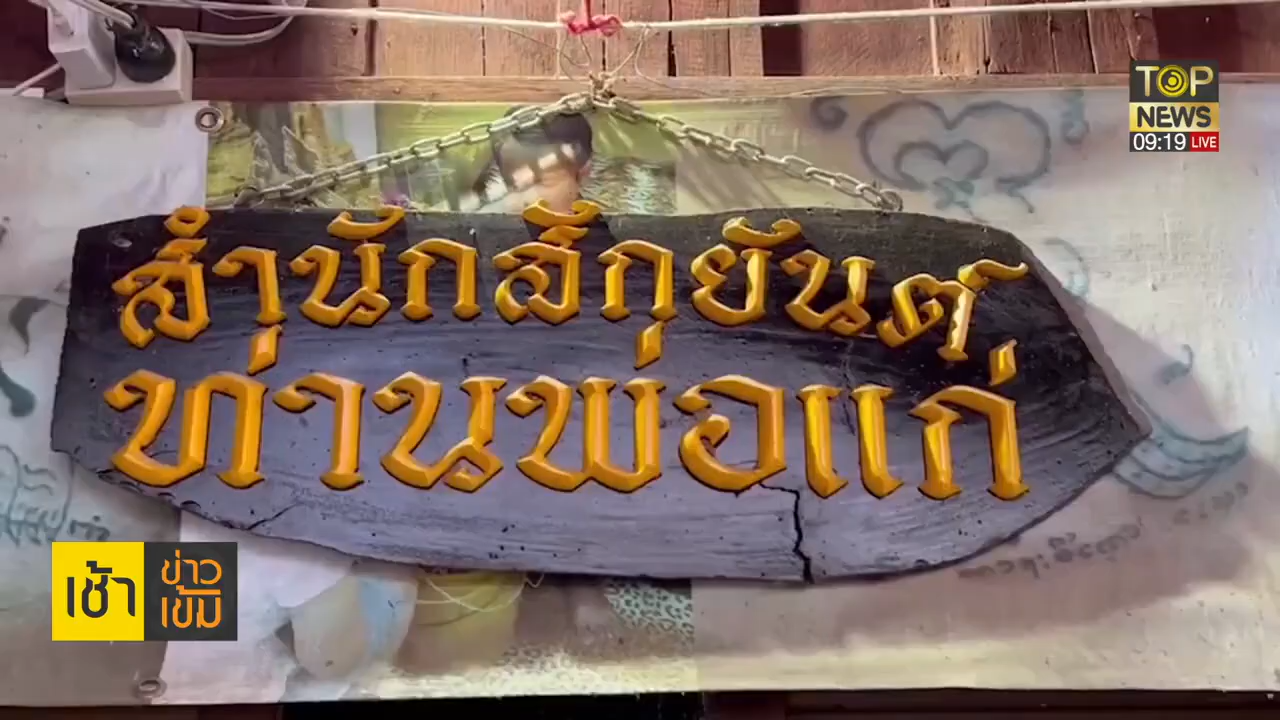 TOP
NEWS
09:19 LIVE
สำนักสักยันต์
ท่านพ่อแก่
เช้า
ข่าว
เข้ม